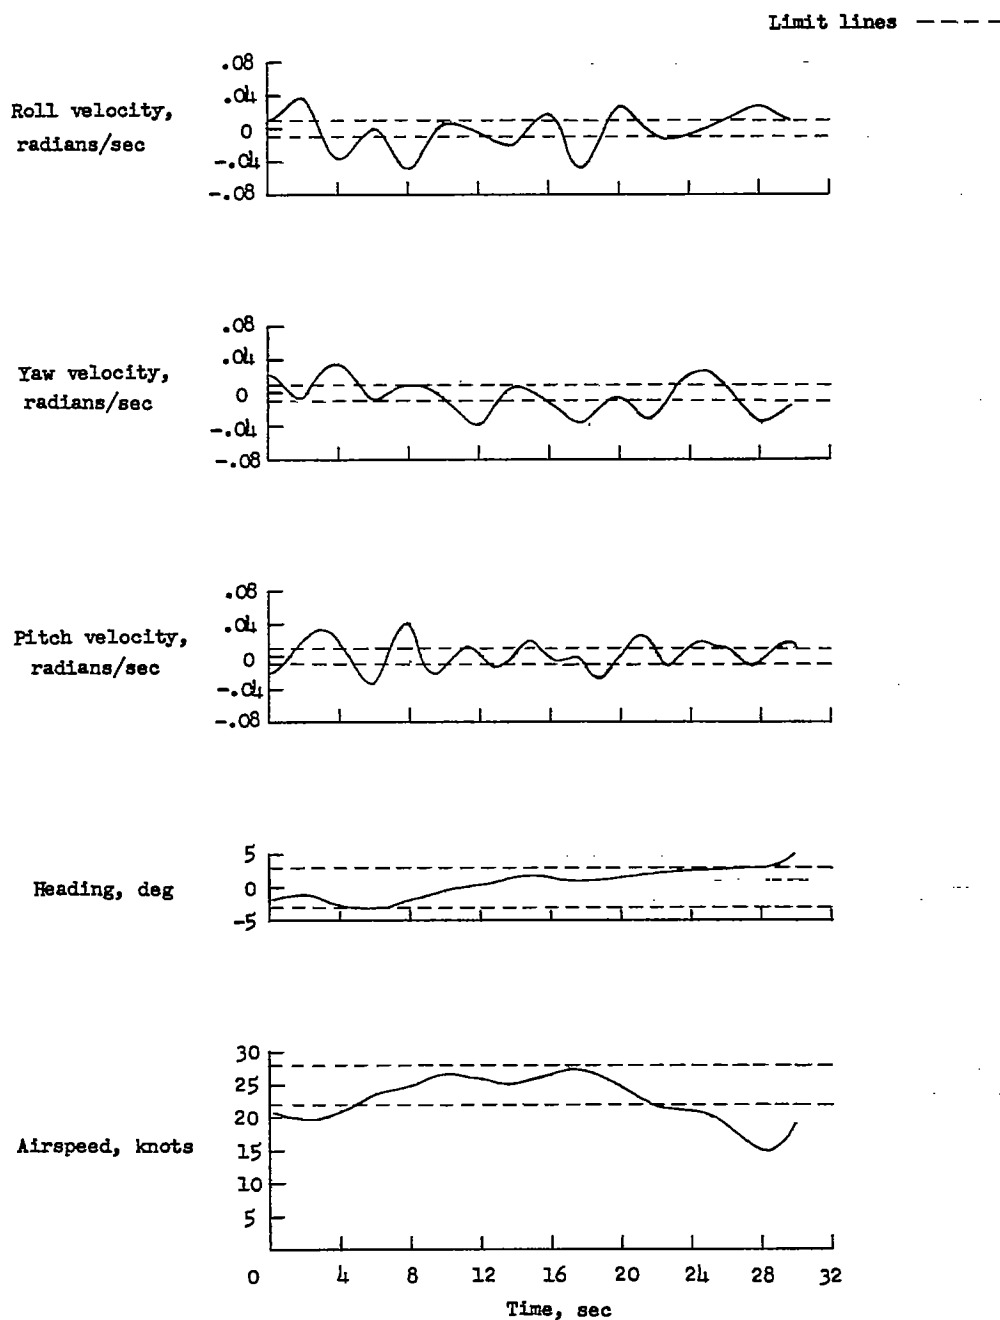 Limit lines
.08
.04
0
-.04
-.08
Roll velocity,
radians/sec
.08
.04
0
-.04
-.08
Yaw velocity,
radians/sec
.08
.04
0
-.04
-.08
Pitch velocity,
radians/sec
5
0
-5
Heading, deg
30
25
20
15
10
5
Airspeed, knots
0 4 8 12 16 20 24 28 32
Time, sec